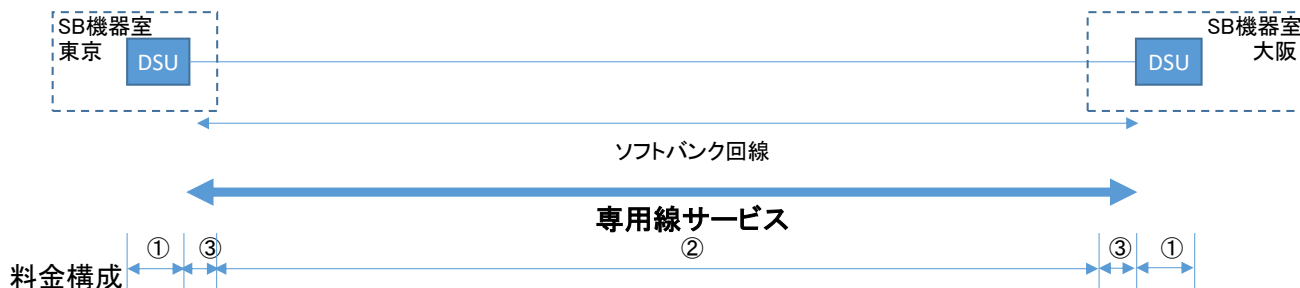 SB機器室
東京
DSU
SB機器室
大阪
DSU
ソフトバンク回線
専用線サービス
① ③ ② ③ ①
料金構成